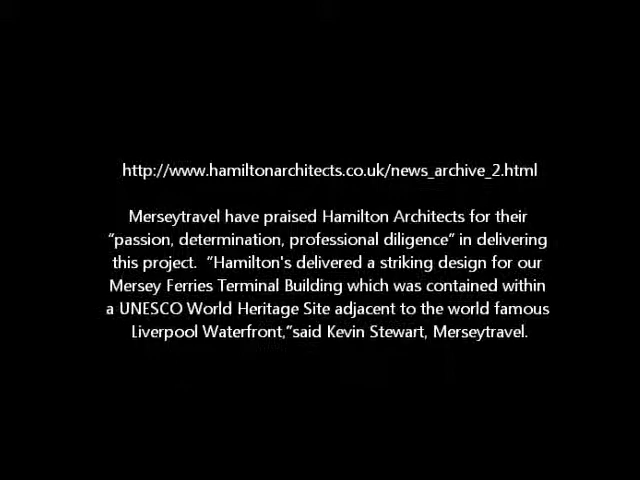 http://www.hamiltonarchitects.co.uk/news_archive_2.html
Merseytravel have praised Hamilton Architects for their
“passion, determination, professional diligence” in delivering
this project.  “Hamilton's delivered a striking design for our
Mersey Ferries Terminal Building which was contained within
a UNESCO World Heritage Site adjacent to the world famous
Liverpool Waterfront,”said Kevin Stewart, Merseytravel.